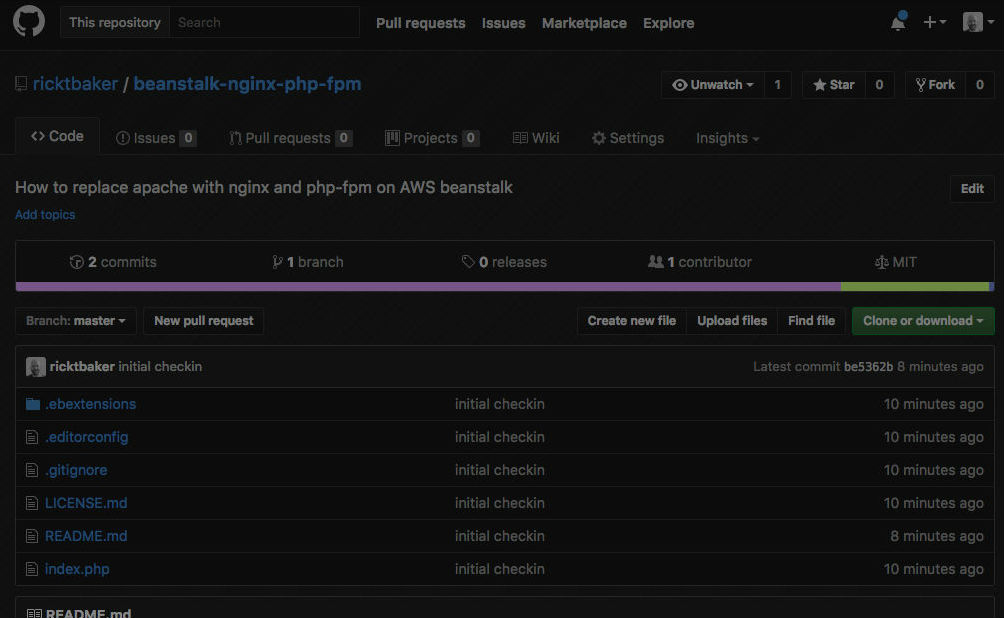 This repository Search Pull requests Issues Marketplace Explore
ricktbaker / beanstalk-nginx-php-fpm Unwatch 1 Star 0 Fork 0
Code Issues 0 Pull requests 0 Projects 0 Wiki Settings Insights
How to replace apache with nginx and php-fpm on AWS beanstalk Edit
Add topics
2 commits 1 branch 0 releases 1 contributor MIT
Branch: master New pull request Create new file Upload files Find file Clone or download
ricktbaker initial checkin Latest commit be5362b 8 minutes ago
.ebextensions initial checkin 10 minutes ago
.editorconfig initial checkin 10 minutes ago
.gitignore initial checkin 10 minutes ago
LICENSE.md initial checkin 10 minutes ago
README.md initial checkin 8 minutes ago
index.php initial checkin 10 minutes ago
README.md